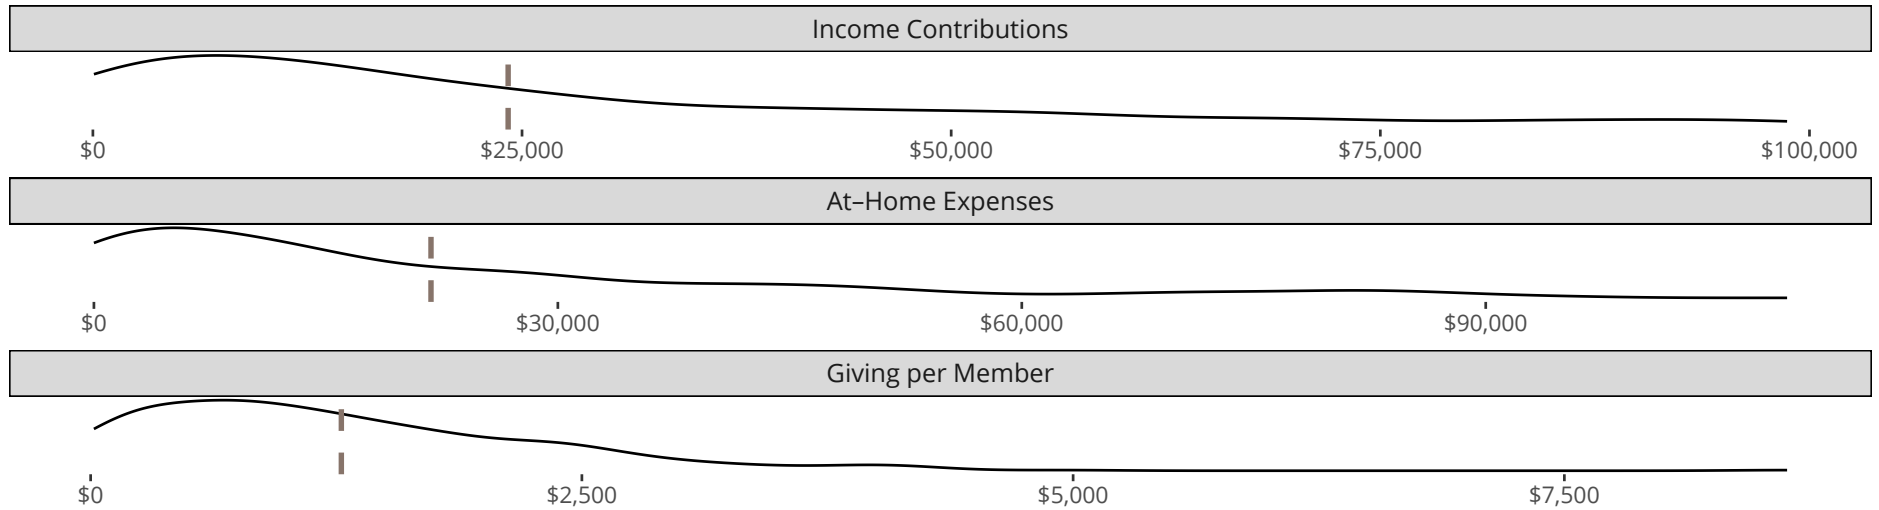 Income Contributions
$0 $25,000 $50,000 $75,000 $100,000
At–Home Expenses
$0 $30,000 $60,000 $90,000
Giving per Member
$0 $2,500 $5,000 $7,500